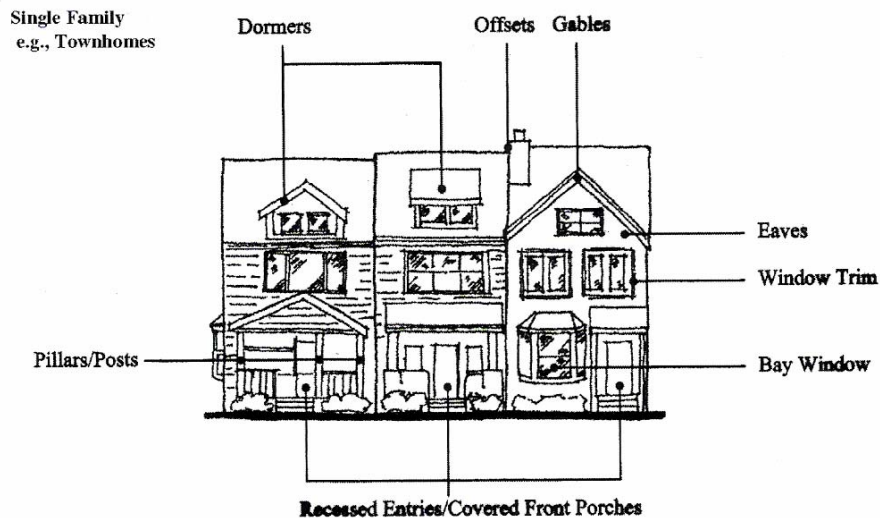 Single Family
e.g., Townhomes
Dormers
Offsets
Gables
Eaves
Window Trim
Pillars/Posts
Bay Window
Recessed Entries/Covered Front Porches